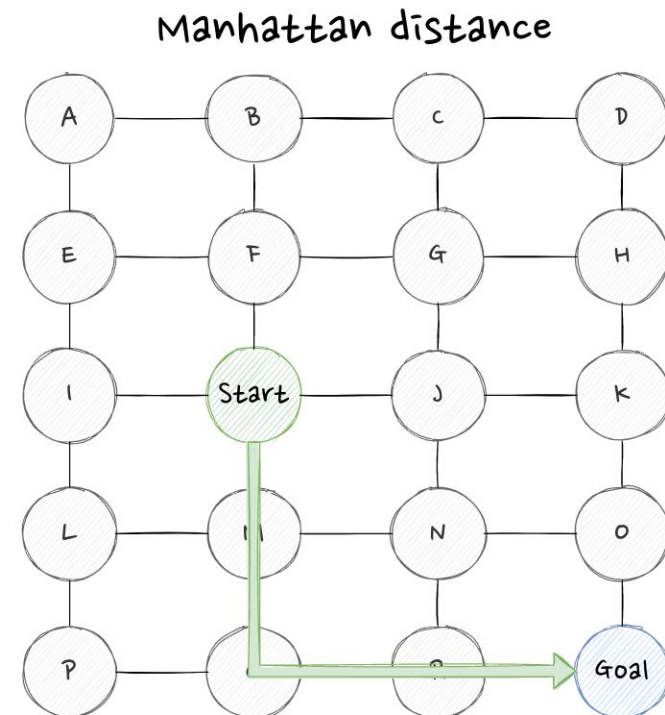 Manhattan distance
A B C D
E F G H
I Start J K
L M N O
P R Goal